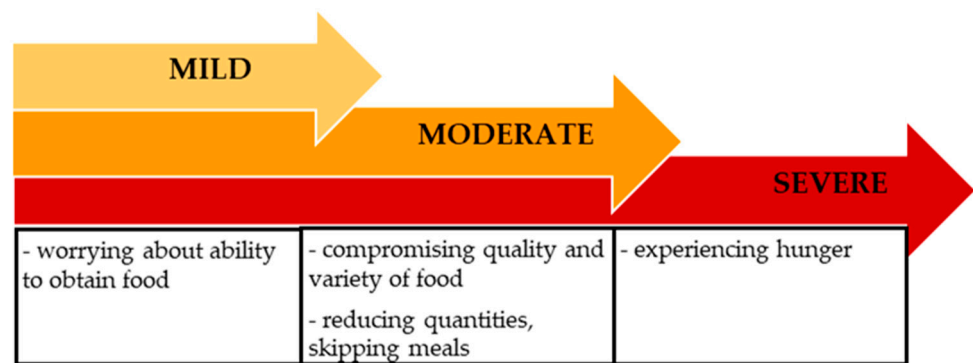 MILD
MODERATE
SEVERE
- worrying about ability
to obtain food
- compromising quality and
variety of food
- reducing quantities,
skipping meals
- experiencing hunger